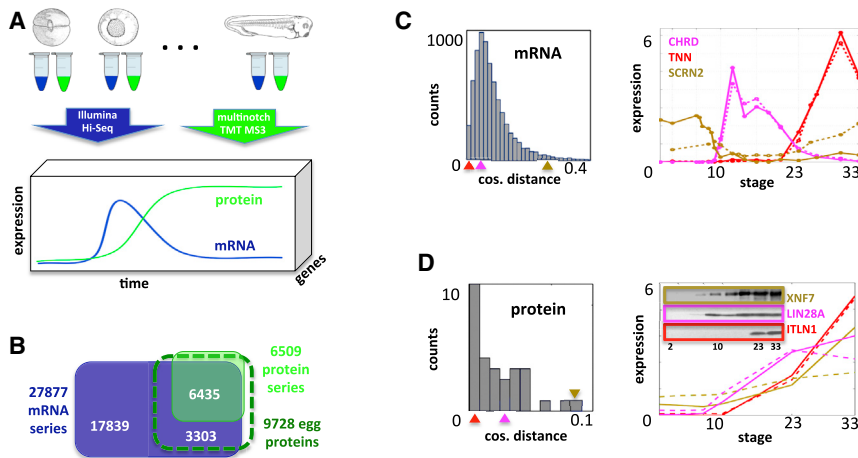 A
. . .
Illumina
Hi-Seq
multinotch
TMT MS3
expression
protein
mRNA
time
genes
B
27877
mRNA
series
17839
6435
3303
6509
protein
series
9728 egg
proteins
C
1000
mRNA
counts
0
0.4
cos. distance
6
CHRD
TNN
SCRN2
expression
0
10
23
33
stage
D
10
protein
counts
0
0.1
cos. distance
6
XNF7
LIN28A
ITLN1
2
10
23
33
expression
0
10
23
33
stage